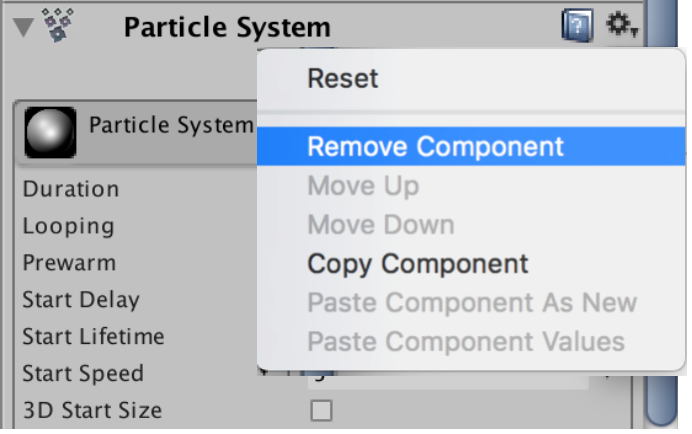 Particle System
Reset
Particle System
Remove Component
Duration
Move Up
Looping
Move Down
Prewarm
Copy Component
Start Delay
Paste Component As New
Start Lifetime
Paste Component Values
Start Speed
3D Start Size